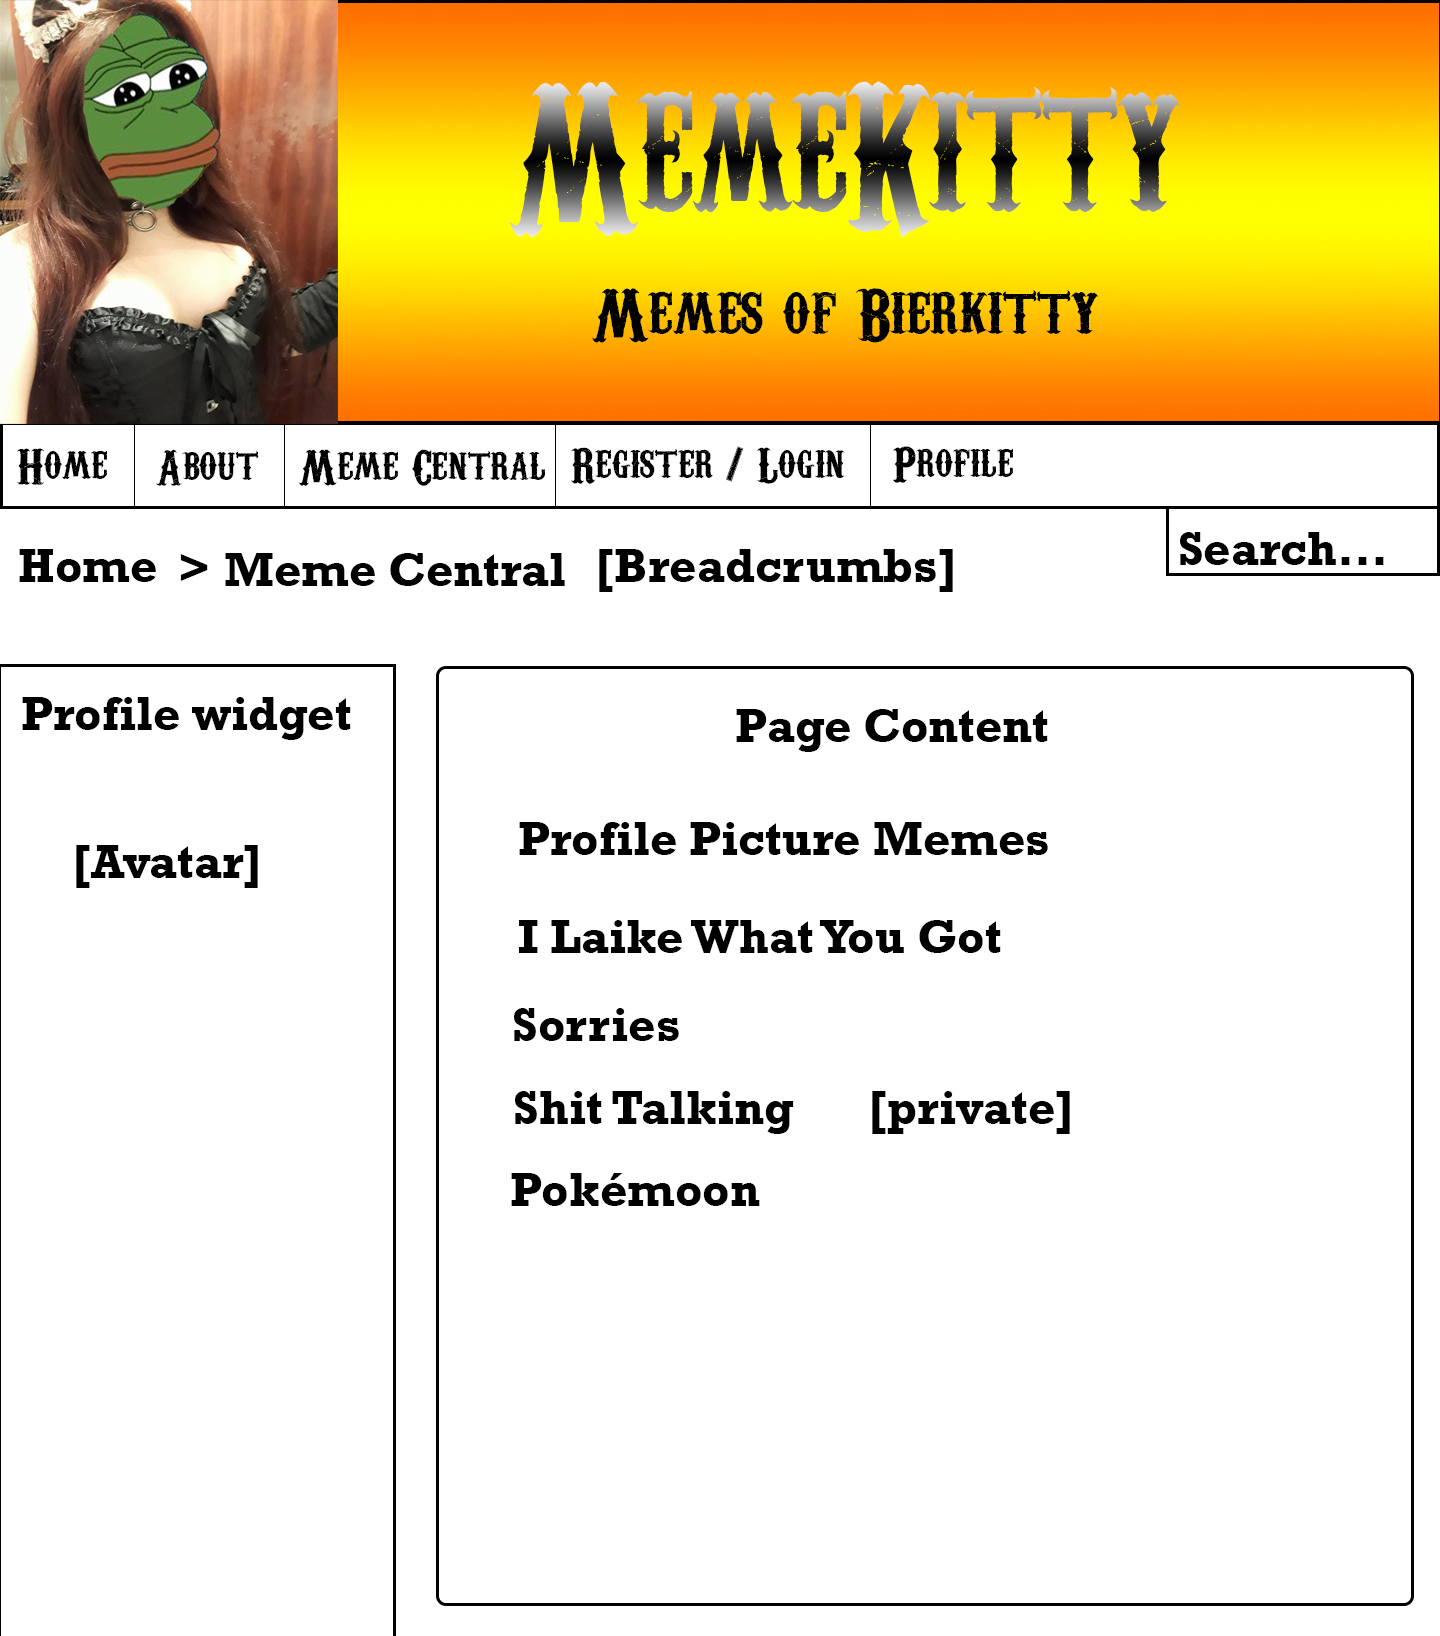 MemeKitty
Memes of Bierkitty
Home About Meme Central Register / Login Profile
Search...
Home > Meme Central [Breadcrumbs]
Profile widget
[Avatar]
Page Content
Profile Picture Memes
I Laike What You Got
Sorries
Shit Talking [private]
Pokémoon